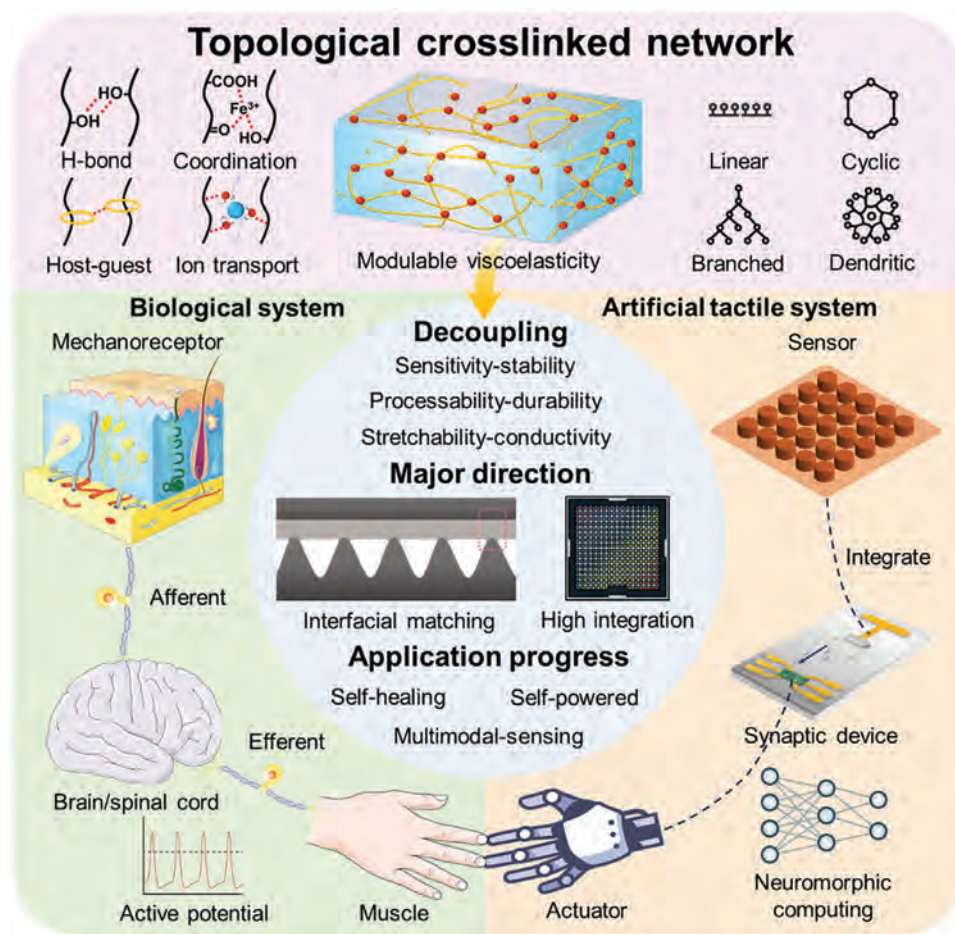 Topological crosslinked network
HO
OH
H-bond
COOH
Fe³⁺
=O
HO
Coordination
Host-guest
Ion transport
Modulable viscoelasticity
Linear
Cyclic
Branched
Dendritic
Biological system
Mechanoreceptor
Afferent
Brain/spinal cord
Efferent
Active potential
Muscle
Decoupling
Sensitivity-stability
Processability-durability
Stretchability-conductivity
Major direction
Interfacial matching
High integration
Application progress
Self-healing
Self-powered
Multimodal-sensing
Artificial tactile system
Sensor
Integrate
Synaptic device
Actuator
Neuromorphic
computing